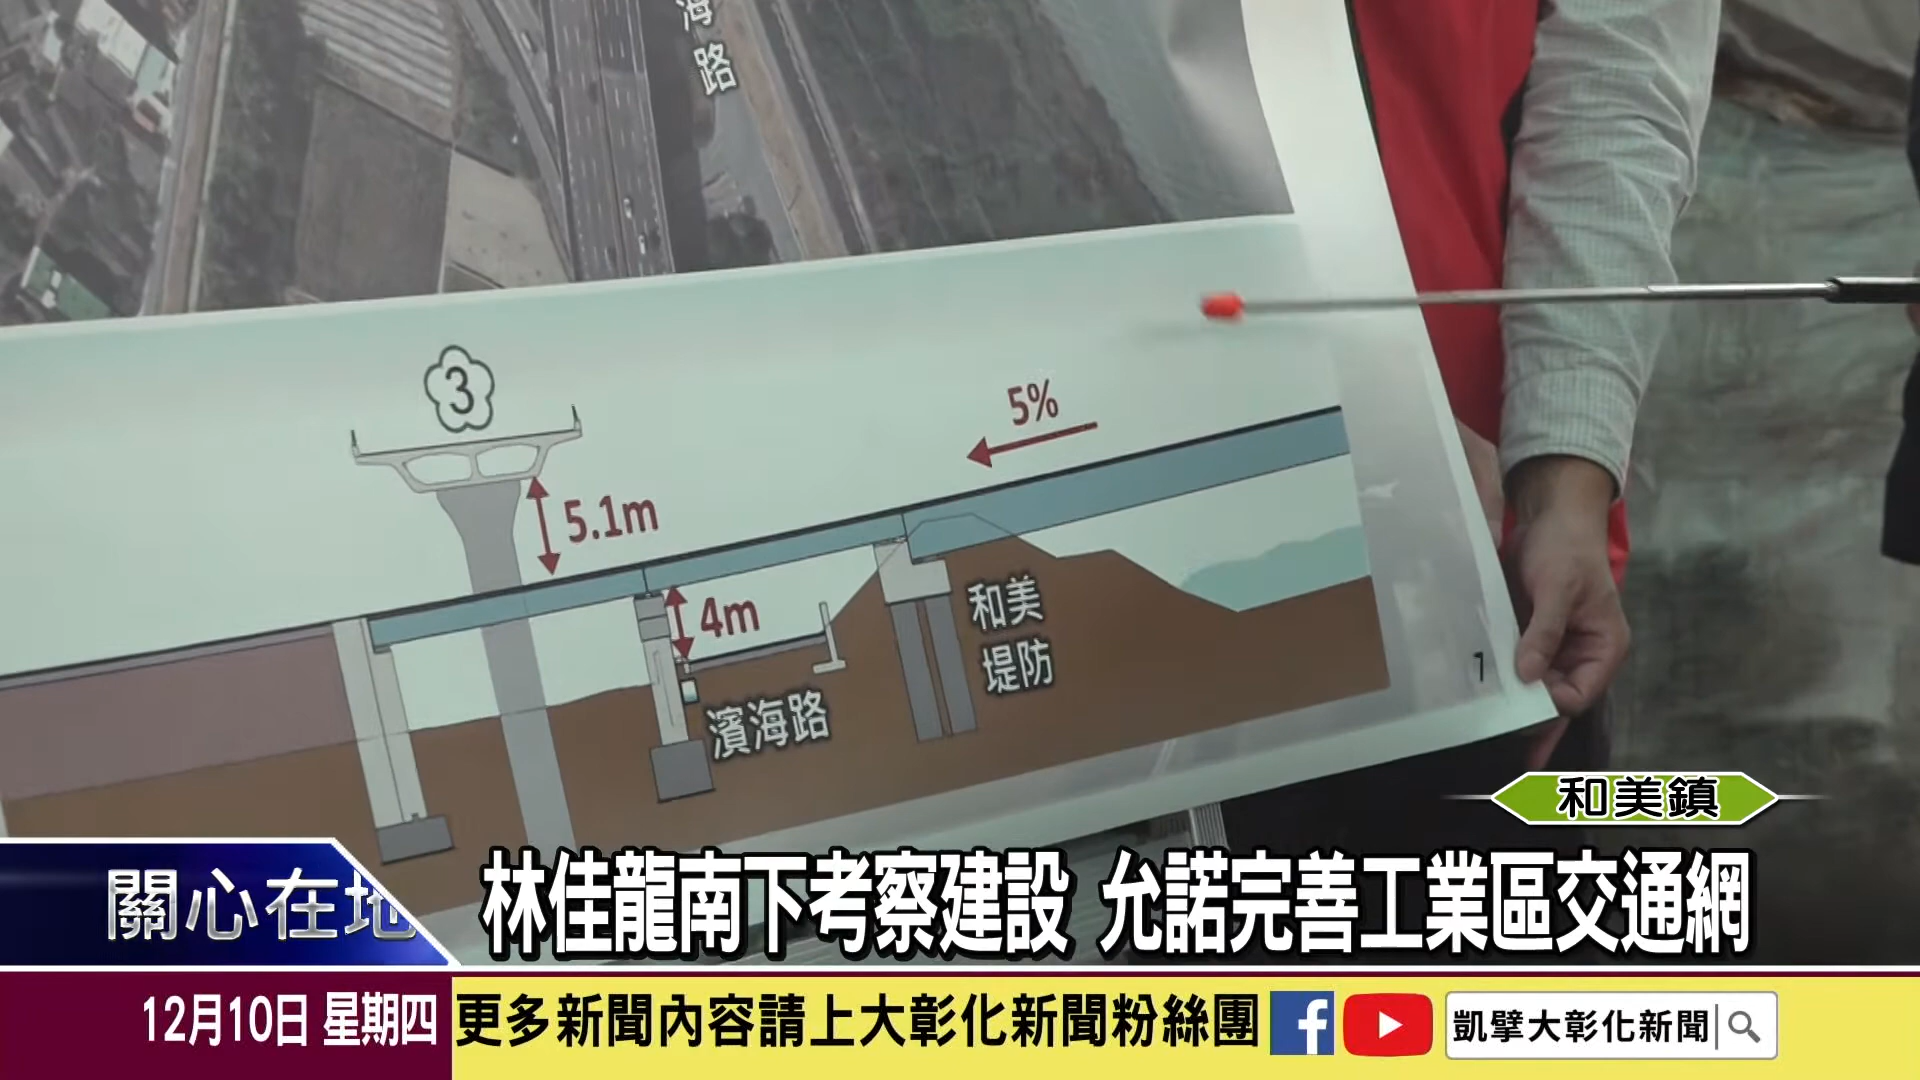 海路
3
5%
5.1m
4m
和美
堤防
濱海路
1
和美鎮
關心在地
林佳龍南下考察建設 允諾完善工業區交通網
12月10日 星期四
更多新聞內容請上大彰化新聞粉絲團
凱擘大彰化新聞